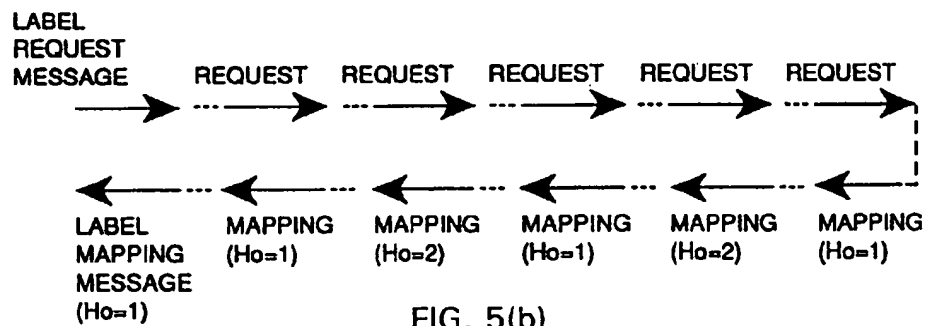 LABEL
REQUEST
MESSAGE
REQUEST
REQUEST
REQUEST
REQUEST
REQUEST
LABEL
MAPPING
MESSAGE
(Ho=1)
MAPPING
(Ho=1)
MAPPING
(Ho=2)
MAPPING
(Ho=1)
MAPPING
(Ho=2)
MAPPING
(Ho=1)
FIG. 5(b)